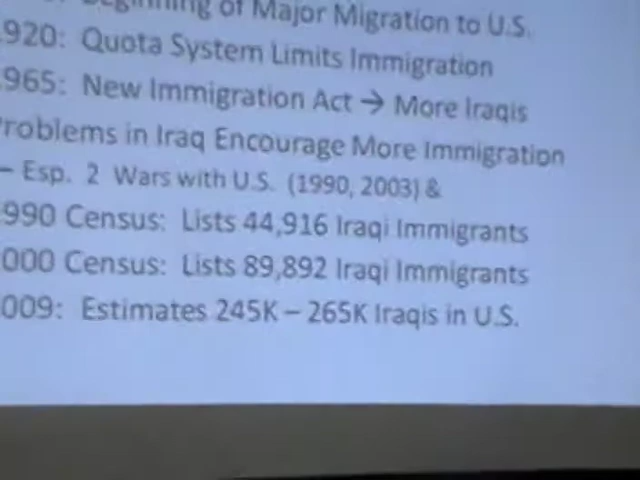 Beginning of Major Migration to U.S.
920: Quota System Limits Immigration
965: New Immigration Act → More Iraqis
Problems in Iraq Encourage More Immigration
– Esp. 2 Wars with U.S. (1990, 2003) &
990 Census: Lists 44,916 Iraqi Immigrants
000 Census: Lists 89,892 Iraqi Immigrants
009: Estimates 245K – 265K Iraqis in U.S.